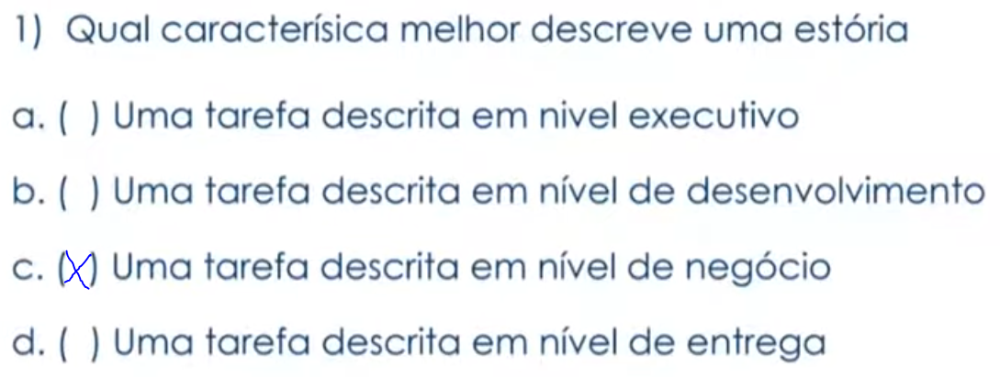 1) Qual caracterísica melhor descreve uma estória
a. ( ) Uma tarefa descrita em nivel executivo
b. ( ) Uma tarefa descrita em nível de desenvolvimento
c. (X) Uma tarefa descrita em nível de negócio
d. ( ) Uma tarefa descrita em nível de entrega